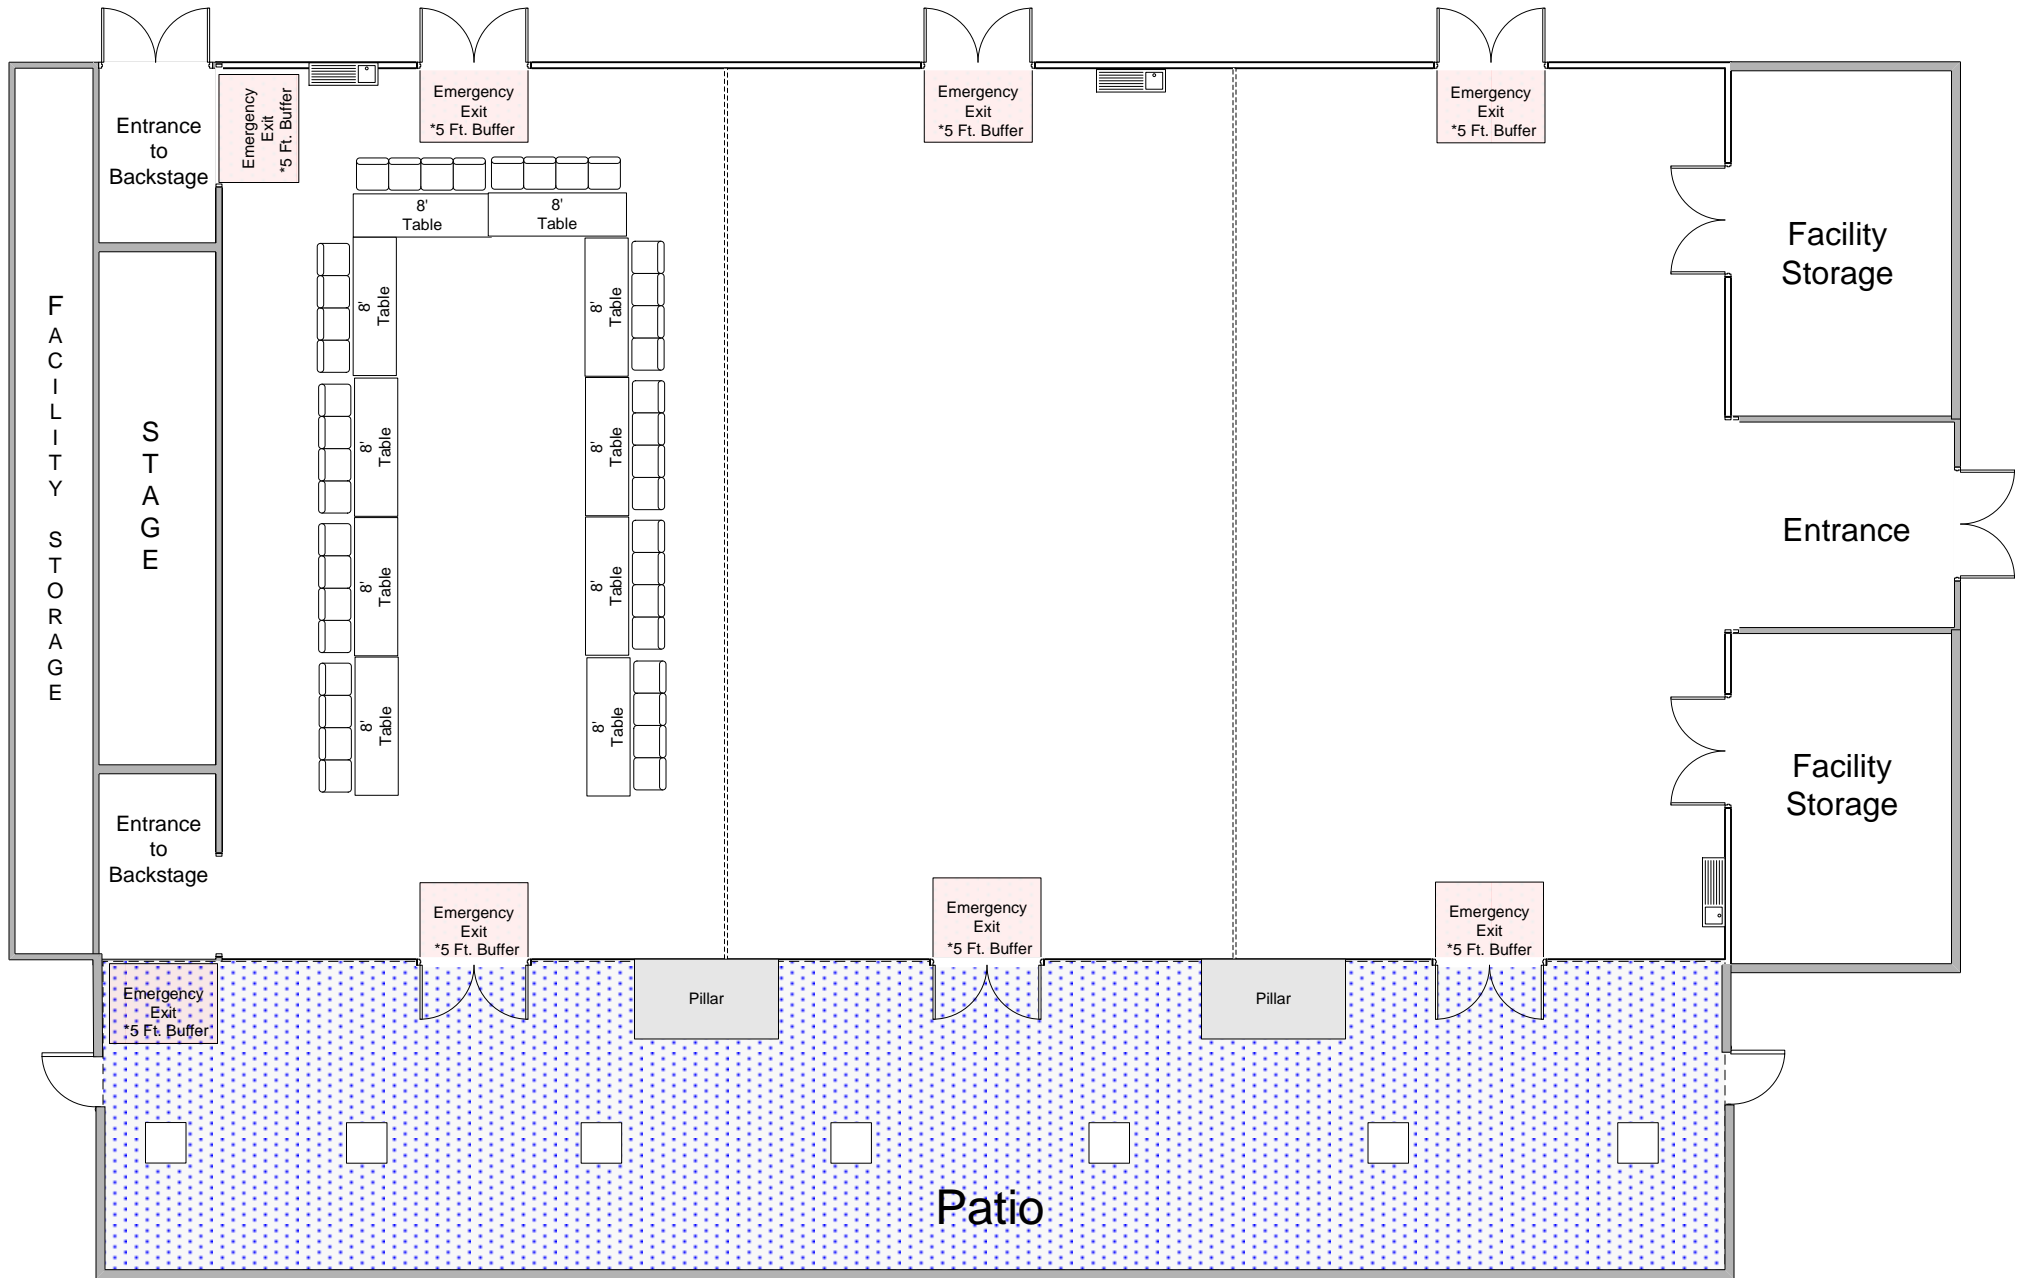 Emergency
Exit
*5 Ft. Buffer
Emergency
Exit
*5 Ft. Buffer
Emergency
Exit
*5 Ft. Buffer
Emergency
Exit
*5 Ft. Buffer
Entrance
to
Backstage
8'
Table
8'
Table
FACILITY STORAGE
STAGE
8'
Table
8'
Table
8'
Table
8'
Table
8'
Table
8'
Table
8'
Table
8'
Table
Facility
Storage
Entrance
Facility
Storage
Entrance
to
Backstage
Emergency
Exit
*5 Ft. Buffer
Emergency
Exit
*5 Ft. Buffer
Emergency
Exit
*5 Ft. Buffer
Emergency
Exit
*5 Ft. Buffer
Pillar
Pillar
Patio